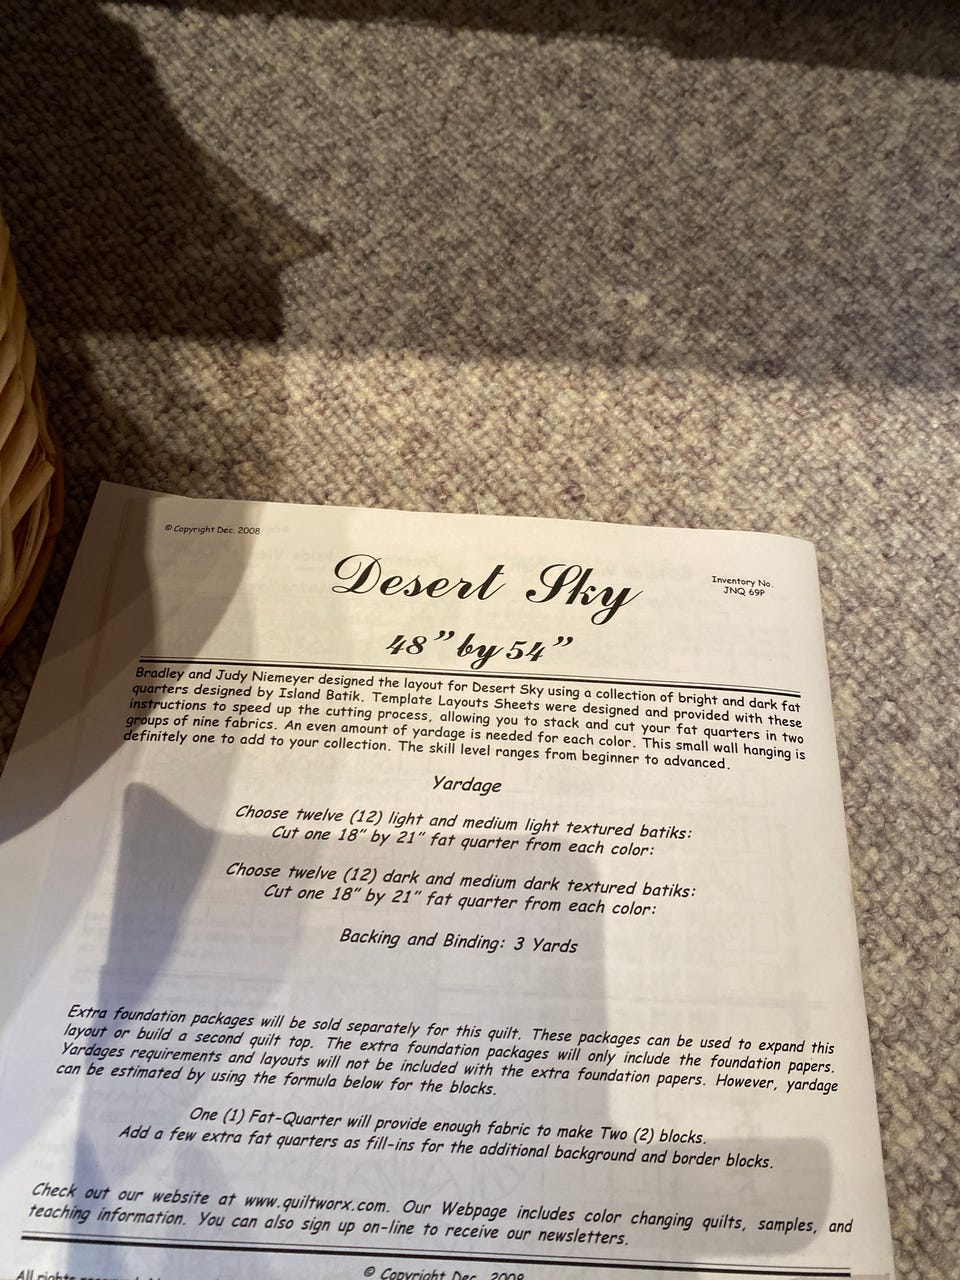 © Copyright Dec. 2008
Desert Sky
Inventory No.
JNQ 69P
48" by 54"
Bradley and Judy Niemeyer designed the layout for Desert Sky using a collection of bright and dark fat
quarters designed by Island Batik. Template Layouts Sheets were designed and provided with these
instructions to speed up the cutting process, allowing you to stack and cut your fat quarters in two
groups of nine fabrics. An even amount of yardage is needed for each color. This small wall hanging is
definitely one to add to your collection. The skill level ranges from beginner to advanced.
Yardage
Choose twelve (12) light and medium light textured batiks:
Cut one 18" by 21" fat quarter from each color:
Choose twelve (12) dark and medium dark textured batiks:
Cut one 18" by 21" fat quarter from each color:
Backing and Binding: 3 Yards
Extra foundation packages will be sold separately for this quilt. These packages can be used to expand this
layout or build a second quilt top. The extra foundation packages will only include the foundation papers.
Yardages requirements and layouts will not be included with the extra foundation papers. However, yardage
can be estimated by using the formula below for the blocks.
One (1) Fat-Quarter will provide enough fabric to make Two (2) blocks.
Add a few extra fat quarters as fill-ins for the additional background and border blocks.
Check out our website at www.quiltworx.com. Our Webpage includes color changing quilts, samples, and
teaching information. You can also sign up on-line to receive our newsletters.
© Copyright Dec. 2008
All rights